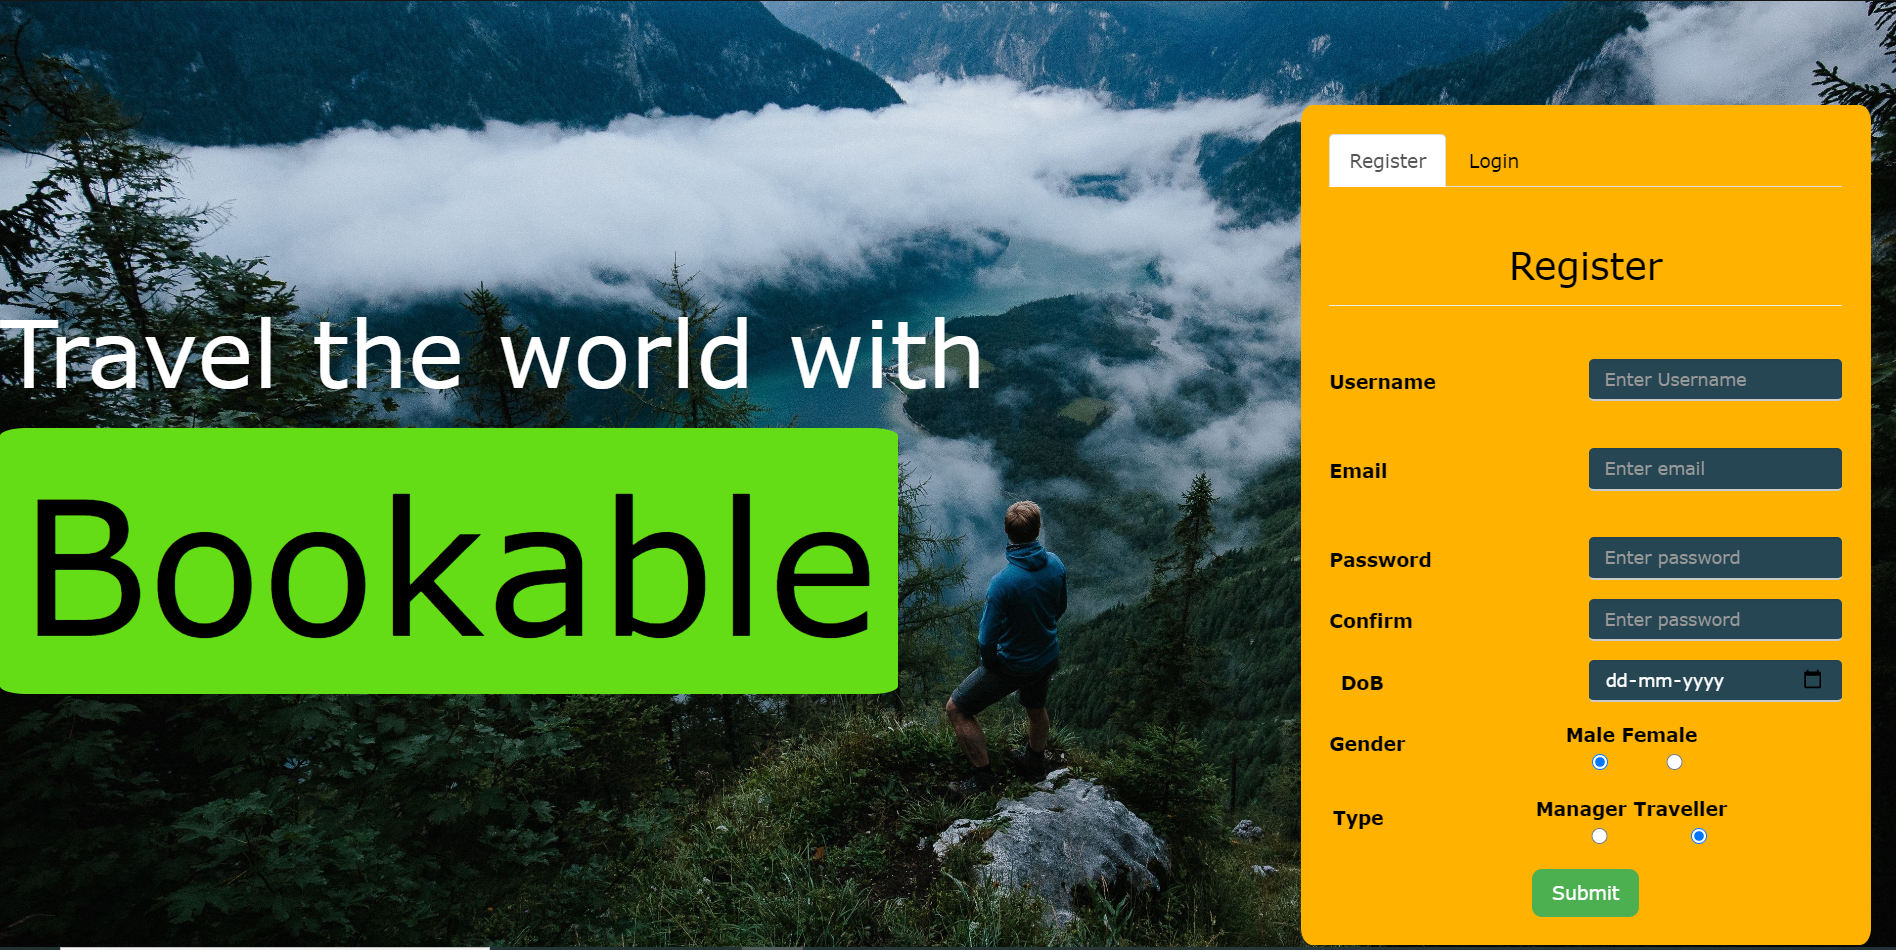 Travel the world with
Bookable
Register Login
Register
Username Enter Username
Email Enter email
Password Enter password
Confirm Enter password
DoB dd-mm-yyyy
Gender Male Female
Type Manager Traveller
Submit